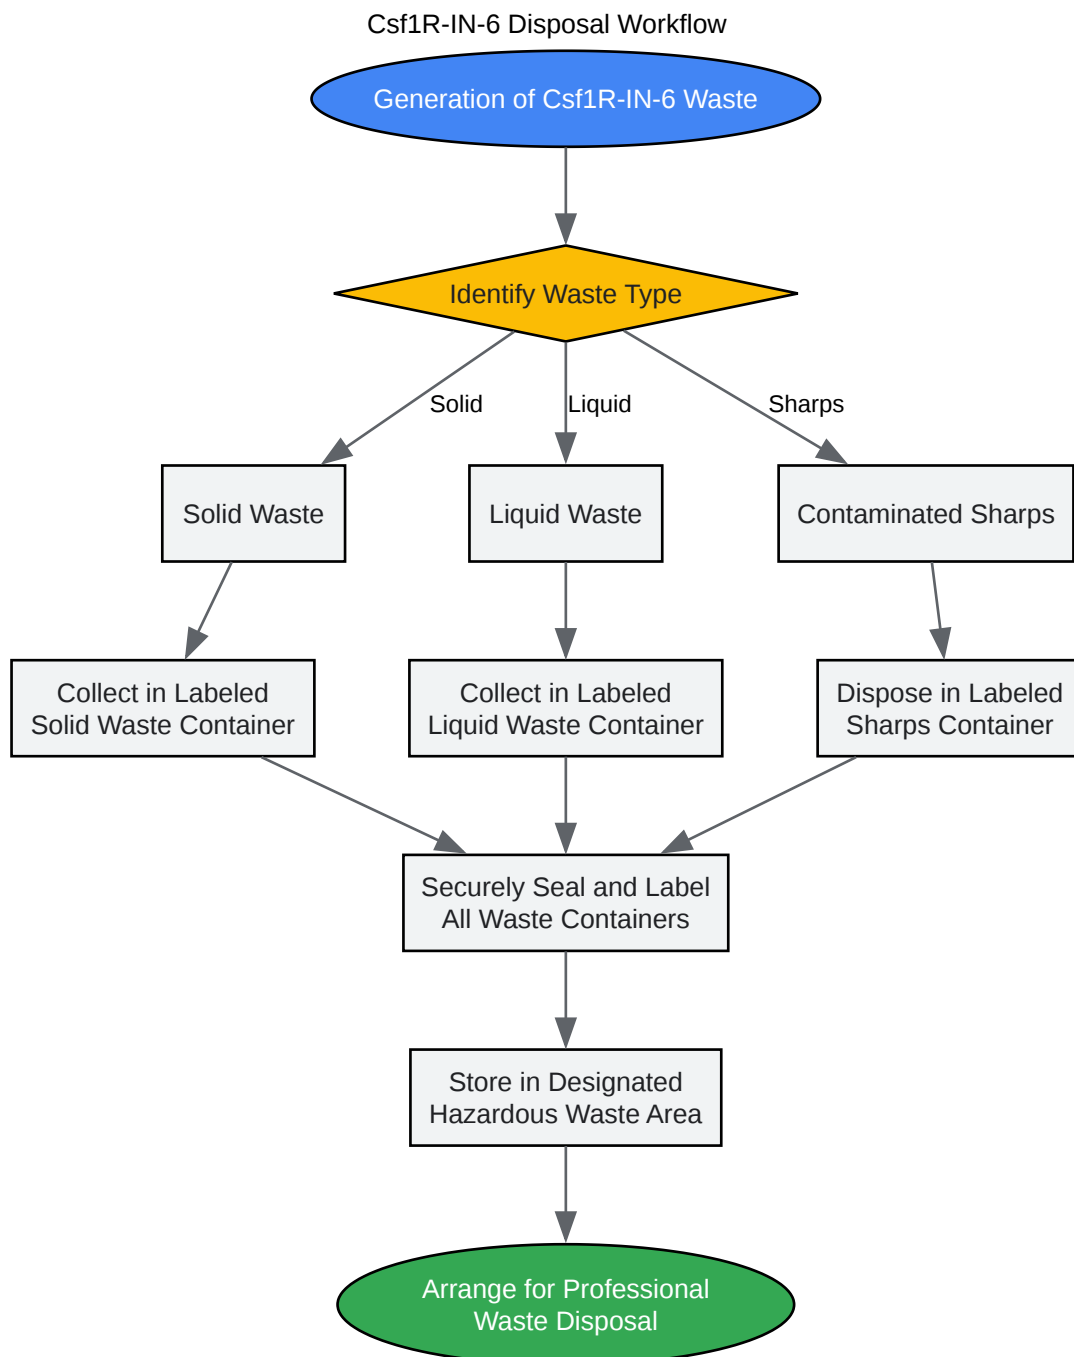 Csf1R-IN-6 Disposal Workflow
Generation of Csf1R-IN-6 Waste
Identify Waste Type
Solid
Liquid
Sharps
Solid Waste
Liquid Waste
Contaminated Sharps
Collect in Labeled
Solid Waste Container
Collect in Labeled
Liquid Waste Container
Dispose in Labeled
Sharps Container
Securely Seal and Label
All Waste Containers
Store in Designated
Hazardous Waste Area
Arrange for Professional
Waste Disposal